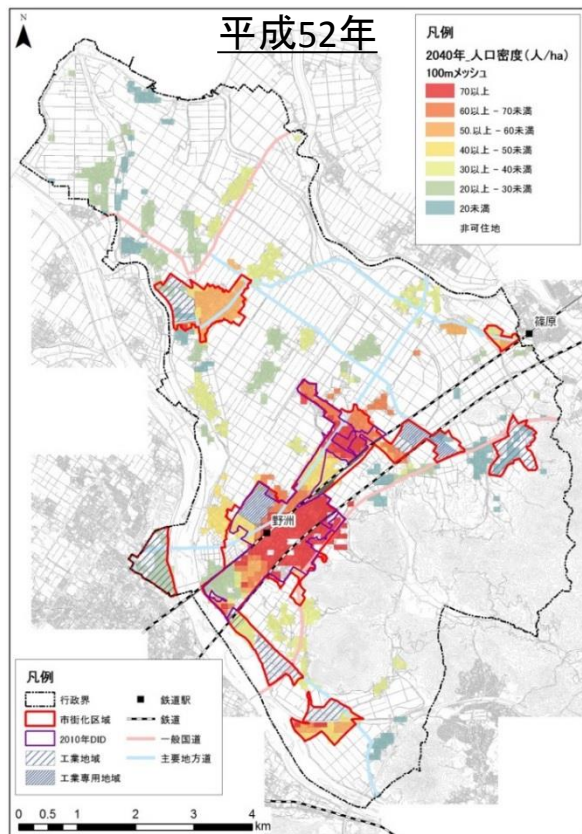 平成52年
N
凡例
2040年_人口密度(人/ha)
100mメッシュ
70以上
60以上 - 70未満
50.以上 - 60未満
40以上 - 50未満
30以上 - 40未満
20以上 - 30未満
20未満
非可住地
篠原
野洲
凡例
行政界
鉄道駅
市街化区域
鉄道
2010年DID
一般国道
工業地域
主要地方道
工業専用地域
0 0.5 1 2 3 4
km